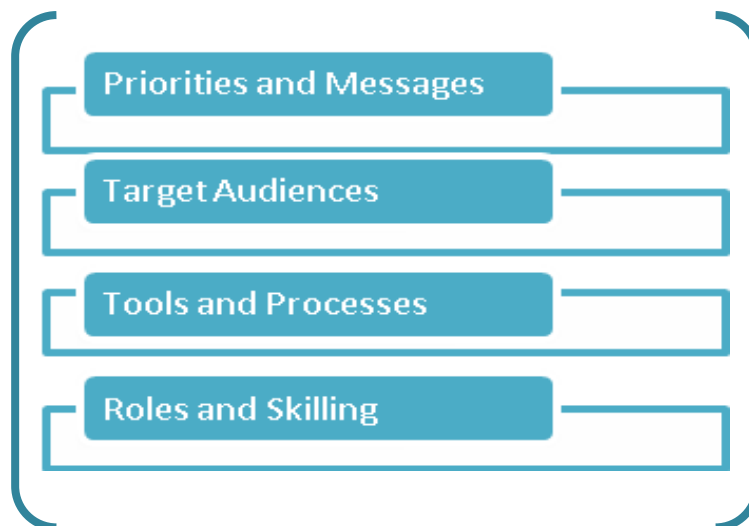 Priorities and Messages
Target Audiences
Tools and Processes
Roles and Skilling